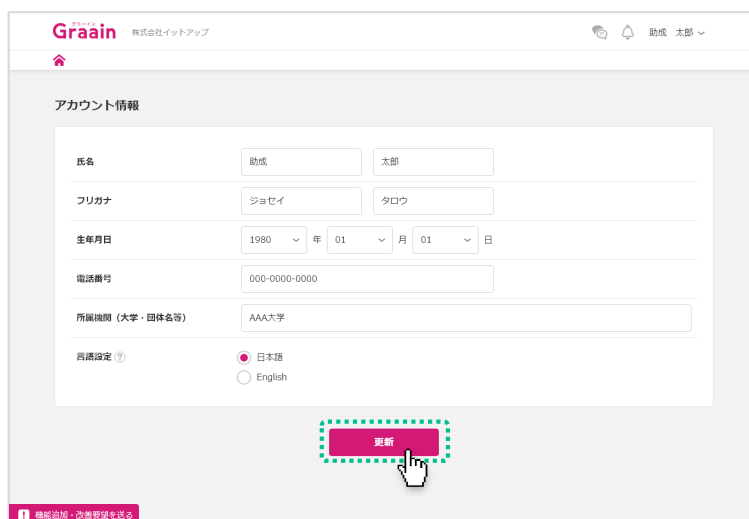 グラーイン
Graain 株式会社イットアップ
助成 太郎
アカウント情報
氏名 助成 太郎
フリガナ ジョセイ タロウ
生年月日 1980 年 01 月 01 日
電話番号 000-0000-0000
所属機関（大学・団体名等） AAA大学
言語設定 ? 日本語
English
更新
! 機能追加・改善要望を送る